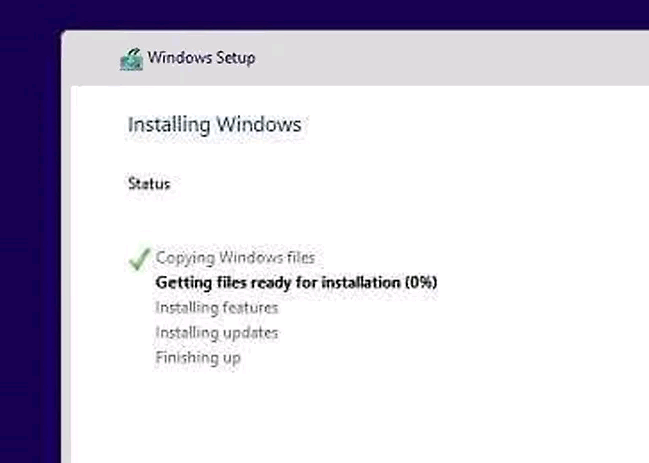 Windows Setup
Installing Windows
Status
Copying Windows files
Getting files ready for installation (0%)
Installing features
Installing updates
Finishing up